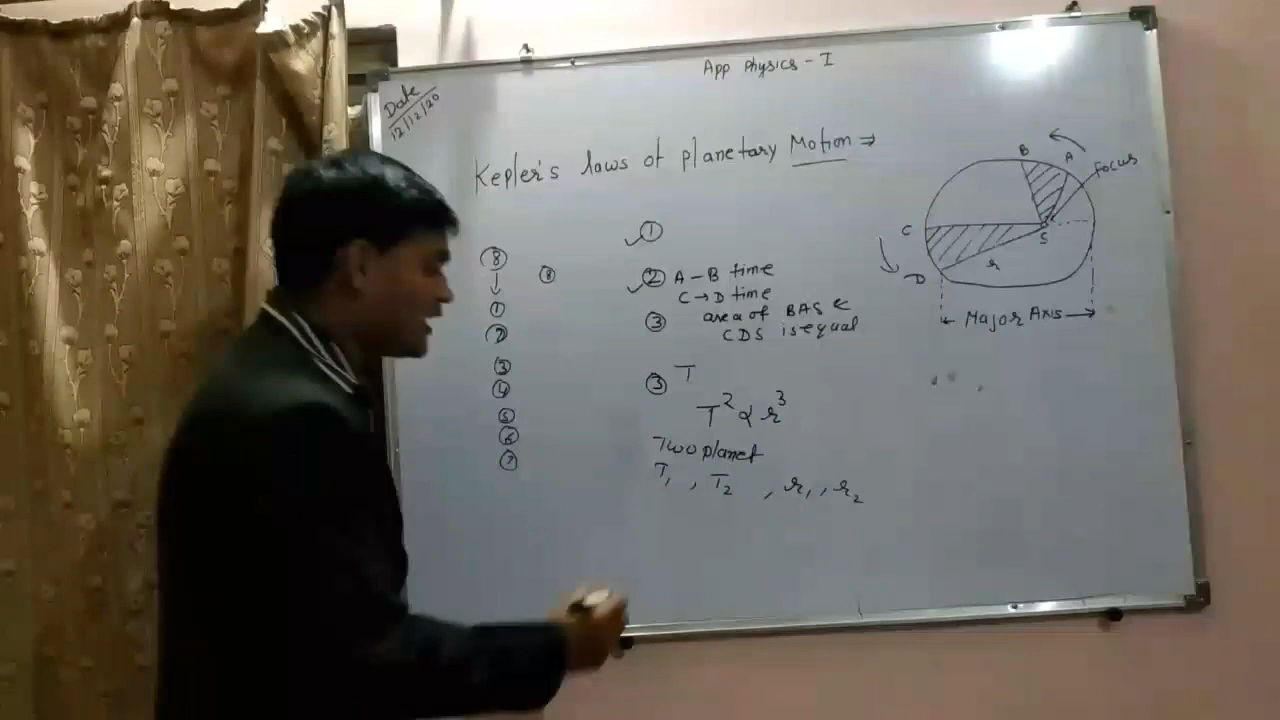 App Physics - I
Date
12/12/20
Kepler's laws of planetary Motion ⇒
B
A
Focus
C
S
D
r
Major Axis
⑧
①
②
③
④
⑤
⑥
⑦
⑧
①
② A - B time
C → D time
③ area of BAS &
CDS is equal
③ T
T² ∝ r³
Two planet
T₁ , T₂ , r₁ , r₂